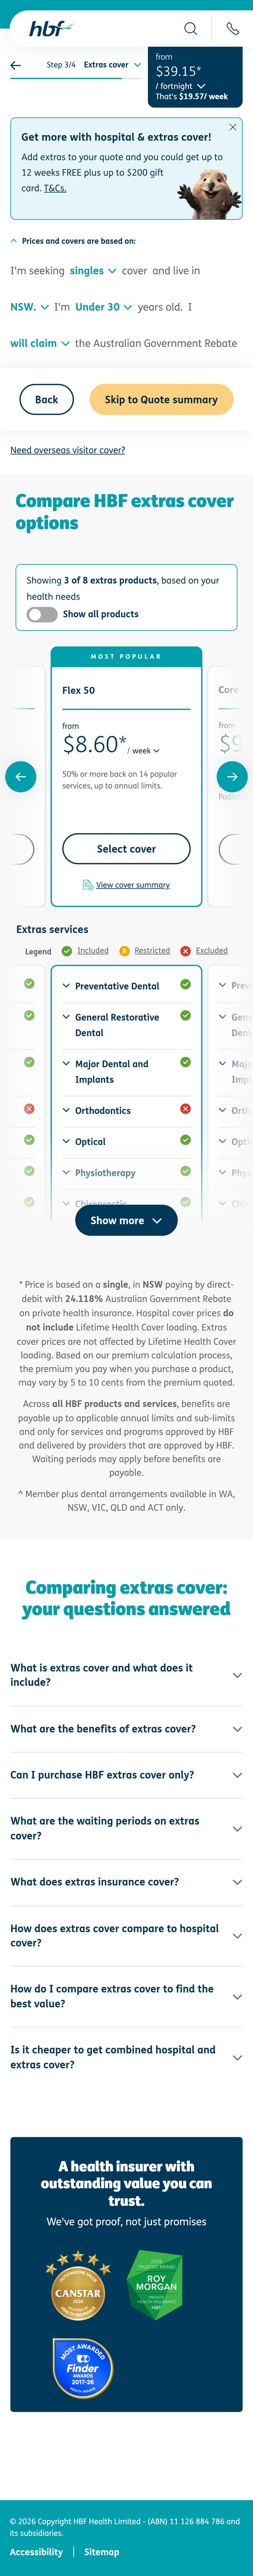 hbf
Step 3/4 Extras cover
from
$39.15*
/ fortnight
That's $19.57/ week
Get more with hospital & extras cover!
Add extras to your quote and you could get up to
12 weeks FREE plus up to $200 gift
card. T&Cs.
Prices and covers are based on:
I'm seeking singles cover and live in
NSW. I'm Under 30 years old. I
will claim the Australian Government Rebate
Back
Skip to Quote summary
Need overseas visitor cover?
Compare HBF extras cover
options
Showing 3 of 8 extras products, based on your
health needs
Show all products
MOST POPULAR
Flex 50
from
$8.60*
/ week
50% or more back on 14 popular
services, up to annual limits.
Select cover
View cover summary
Core
from
$9
Extras services
Legend Included R Restricted Excluded
Preventative Dental
General Restorative
Dental
Major Dental and
Implants
Orthodontics
Optical
Physiotherapy
Chiropractic
Show more
* Price is based on a single, in NSW paying by direct-
debit with 24.118% Australian Government Rebate
on private health insurance. Hospital cover prices do
not include Lifetime Health Cover loading. Extras
cover prices are not affected by Lifetime Health Cover
loading. Based on our premium calculation process,
the premium you pay when you purchase a product,
may vary by 5 to 10 cents from the premium quoted.
Across all HBF products and services, benefits are
payable up to applicable annual limits and sub-limits
and only for services and programs approved by HBF
and delivered by providers that are approved by HBF.
Waiting periods may apply before benefits are
payable.
^ Member plus dental arrangements available in WA,
NSW, VIC, QLD and ACT only.
Comparing extras cover:
your questions answered
What is extras cover and what does it
include?
What are the benefits of extras cover?
Can I purchase HBF extras cover only?
What are the waiting periods on extras
cover?
What does extras insurance cover?
How does extras cover compare to hospital
cover?
How do I compare extras cover to find the
best value?
Is it cheaper to get combined hospital and
extras cover?
A health insurer with
outstanding value you can
trust.
We've got proof, not just promises
OUTSTANDING VALUE
CANSTAR
2026
HEALTH INSURANCE
2026
TRUSTED BRAND
ROY
MORGAN
PRIVATE
HEALTH INSURANCE
HBF
MOST AWARDED
Finder
AWARDS
2017-26
HEALTH INSURER
© 2026 Copyright HBF Health Limited - (ABN) 11 126 884 786 and
its subsidiaries.
Accessibility Sitemap